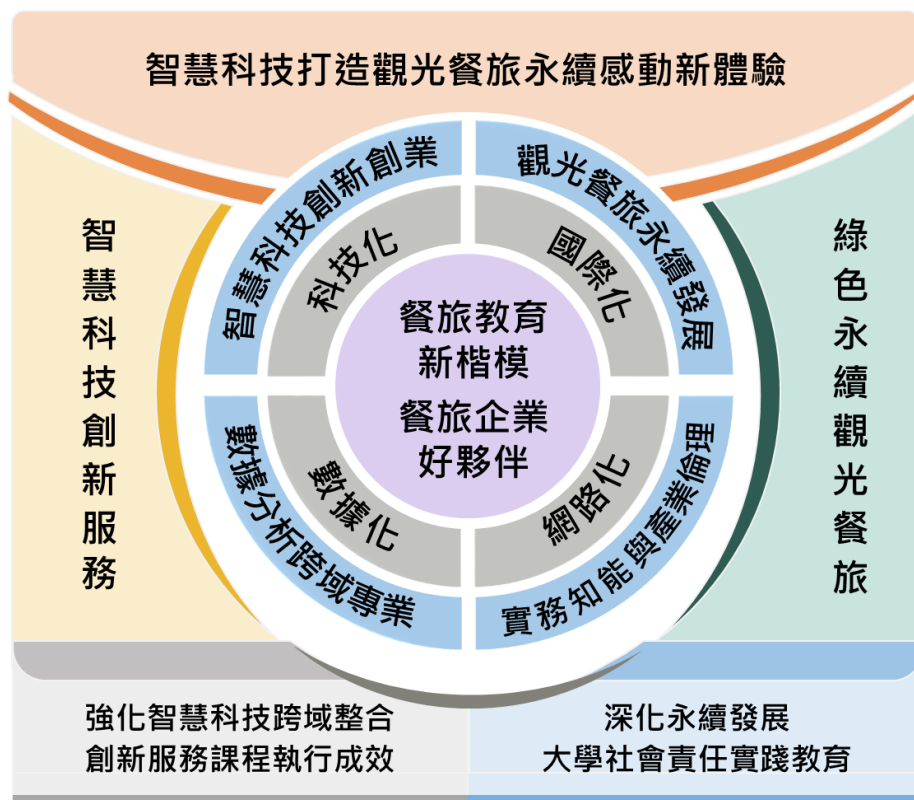 智慧科技打造觀光餐旅永續感動新體驗
智慧科技創新服務
智慧科技創新創業
觀光餐旅永續發展
科技化
國際化
餐旅教育
新楷模
餐旅企業
好夥伴
數據化
網路化
數據分析跨域專業
實務知能與產業倫理
綠色永續觀光餐旅
強化智慧科技跨域整合
創新服務課程執行成效
深化永續發展
大學社會責任實踐教育